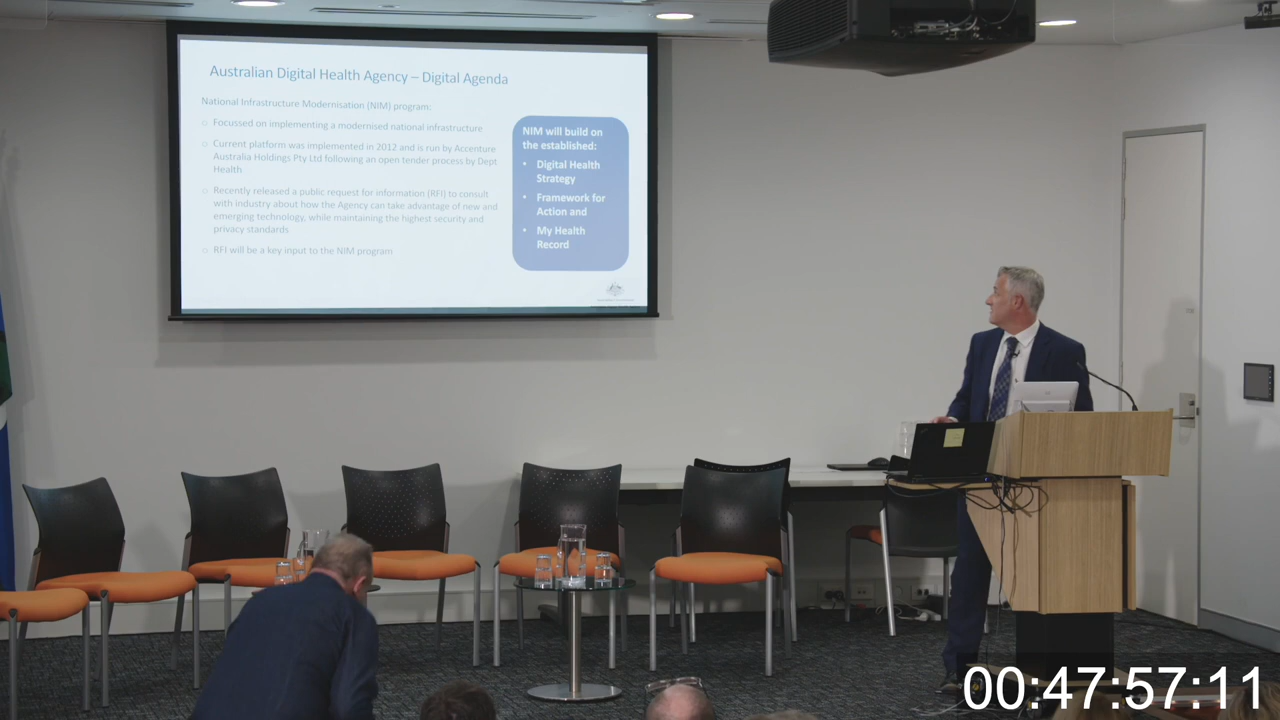 Australian Digital Health Agency – Digital Agenda
National Infrastructure Modernisation (NIM) program:
○ Focussed on implementing a modernised national infrastructure
○ Current platform was implemented in 2012 and is run by Accenture
Australia Holdings Pty Ltd following an open tender process by Dept
Health
○ Recently released a public request for information (RFI) to consult
with industry about how the Agency can take advantage of new and
emerging technology, while maintaining the highest security and
privacy standards
○ RFI will be a key input to the NIM program
NIM will build on
the established:
• Digital Health
Strategy
• Framework for
Action and
• My Health
Record
00:47:57:11